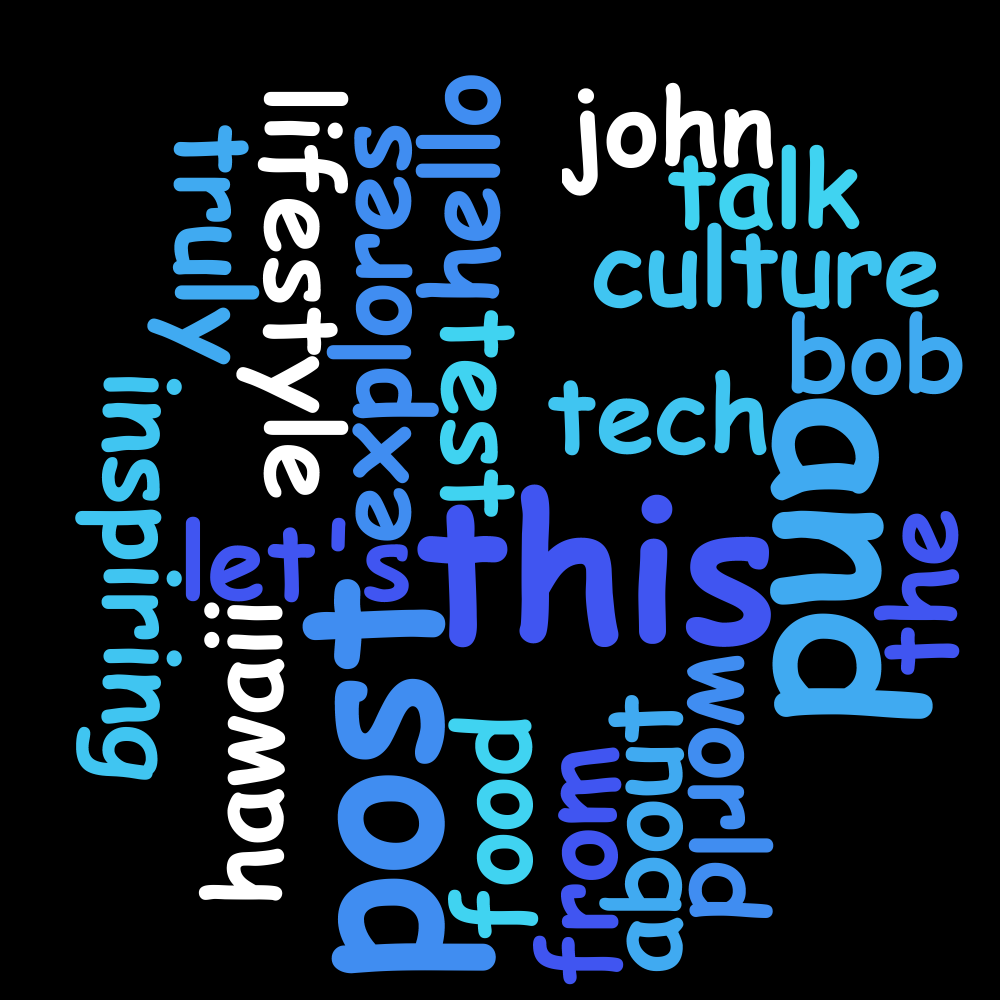 john
talk
culture
bob
tech
and
the
this
let's
hello
explores
lifestyle
truly
test
inspiring
hawaii
post
food
from
about
world